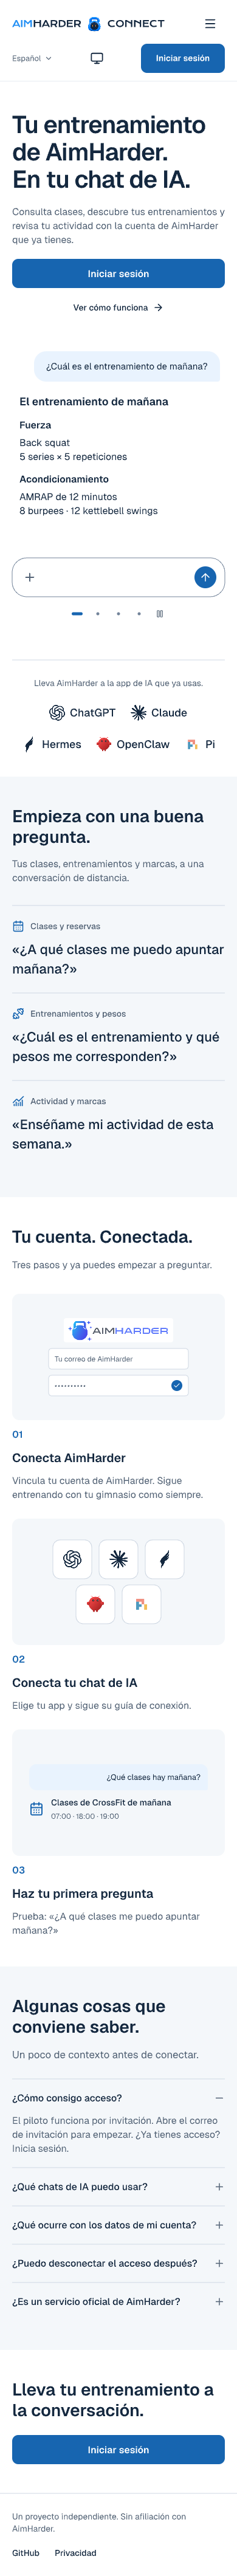 AIMHARDER CONNECT
Español
Iniciar sesión
Tu entrenamiento
de AimHarder.
En tu chat de IA.
Consulta clases, descubre tus entrenamientos y
revisa tu actividad con la cuenta de AimHarder
que ya tienes.
Iniciar sesión
Ver cómo funciona
¿Cuál es el entrenamiento de mañana?
El entrenamiento de mañana
Fuerza
Back squat
5 series × 5 repeticiones
Acondicionamiento
AMRAP de 12 minutos
8 burpees · 12 kettlebell swings
Lleva AimHarder a la app de IA que ya usas.
ChatGPT Claude
Hermes OpenClaw Pi
Empieza con una buena
pregunta.
Tus clases, entrenamientos y marcas, a una
conversación de distancia.
Clases y reservas
«¿A qué clases me puedo apuntar
mañana?»
Entrenamientos y pesos
«¿Cuál es el entrenamiento y qué
pesos me corresponden?»
Actividad y marcas
«Enséñame mi actividad de esta
semana.»
Tu cuenta. Conectada.
Tres pasos y ya puedes empezar a preguntar.
AIMHARDER
Tu correo de AimHarder
01
Conecta AimHarder
Vincula tu cuenta de AimHarder. Sigue
entrenando con tu gimnasio como siempre.
02
Conecta tu chat de IA
Elige tu app y sigue su guía de conexión.
¿Qué clases hay mañana?
Clases de CrossFit de mañana
07:00 · 18:00 · 19:00
03
Haz tu primera pregunta
Prueba: «¿A qué clases me puedo apuntar
mañana?»
Algunas cosas que
conviene saber.
Un poco de contexto antes de conectar.
¿Cómo consigo acceso?
El piloto funciona por invitación. Abre el correo
de invitación para empezar. ¿Ya tienes acceso?
Inicia sesión.
¿Qué chats de IA puedo usar?
¿Qué ocurre con los datos de mi cuenta?
¿Puedo desconectar el acceso después?
¿Es un servicio oficial de AimHarder?
Lleva tu entrenamiento a
la conversación.
Iniciar sesión
Un proyecto independiente. Sin afiliación con
AimHarder.
GitHub Privacidad